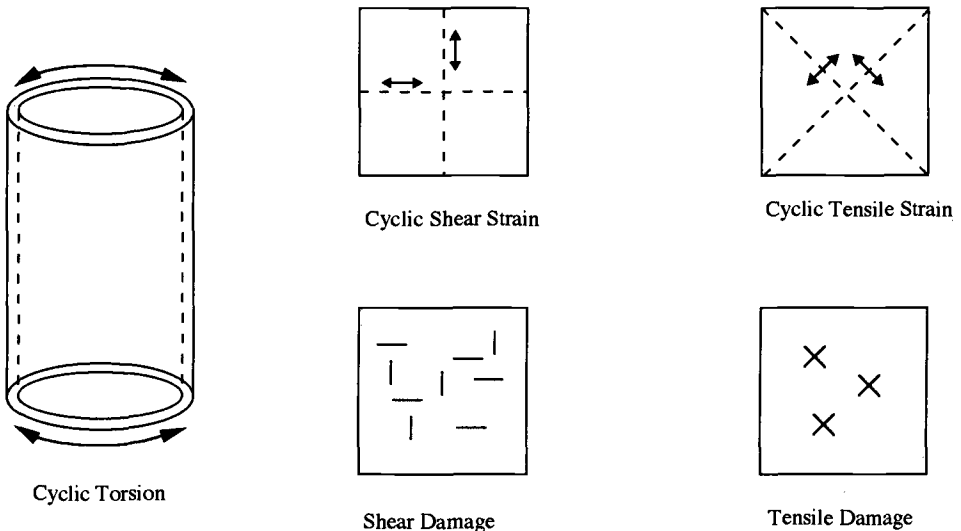 Cyclic Shear Strain
Cyclic Tensile Strain
Cyclic Torsion
Shear Damage
Tensile Damage